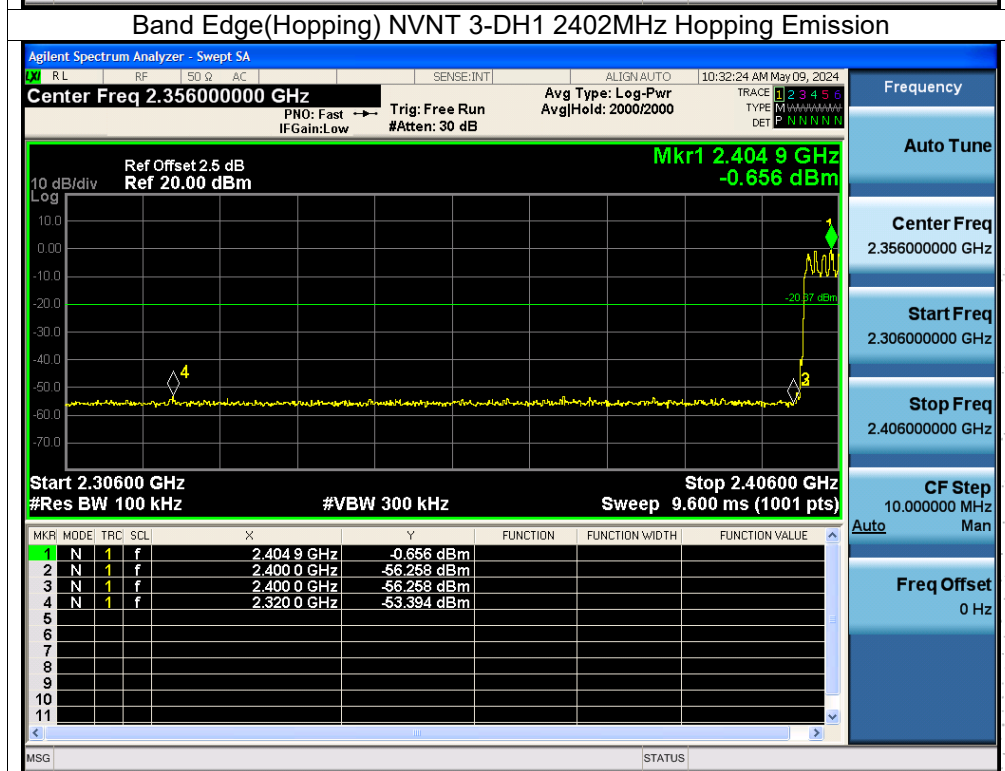 Band Edge(Hopping) NVNT 3-DH1 2402MHz Hopping Emission
Agilent Spectrum Analyzer - Swept SA
LXI RL RF 50 Ω AC SENSE:INT ALIGN AUTO 10:32:24 AM May 09, 2024
Center Freq 2.356000000 GHz
PNO: Fast
IFGain:Low
Trig: Free Run
#Atten: 30 dB
Avg Type: Log-Pwr
Avg|Hold: 2000/2000
TRACE 1 2 3 4 5 6
TYPE M W W W W W
DET P N N N N N
Ref Offset 2.5 dB
Ref 20.00 dBm
10 dB/div
Log
Mkr1 2.404 9 GHz
-0.656 dBm
10.0
0.00
-10.0
-20.0
-30.0
-40.0
-50.0
-60.0
-70.0
1
-20.37 dBm
4
3
Start 2.30600 GHz
Stop 2.40600 GHz
#Res BW 100 kHz #VBW 300 kHz Sweep 9.600 ms (1001 pts)
MKR MODE TRC SCL X Y FUNCTION FUNCTION WIDTH FUNCTION VALUE
1 N 1 f 2.404 9 GHz -0.656 dBm
2 N 1 f 2.400 0 GHz -56.258 dBm
3 N 1 f 2.400 0 GHz -56.258 dBm
4 N 1 f 2.320 0 GHz -53.394 dBm
5
6
7
8
9
10
11
MSG STATUS
Frequency
Auto Tune
Center Freq
2.356000000 GHz
Start Freq
2.306000000 GHz
Stop Freq
2.406000000 GHz
CF Step
10.000000 MHz
Auto Man
Freq Offset
0 Hz